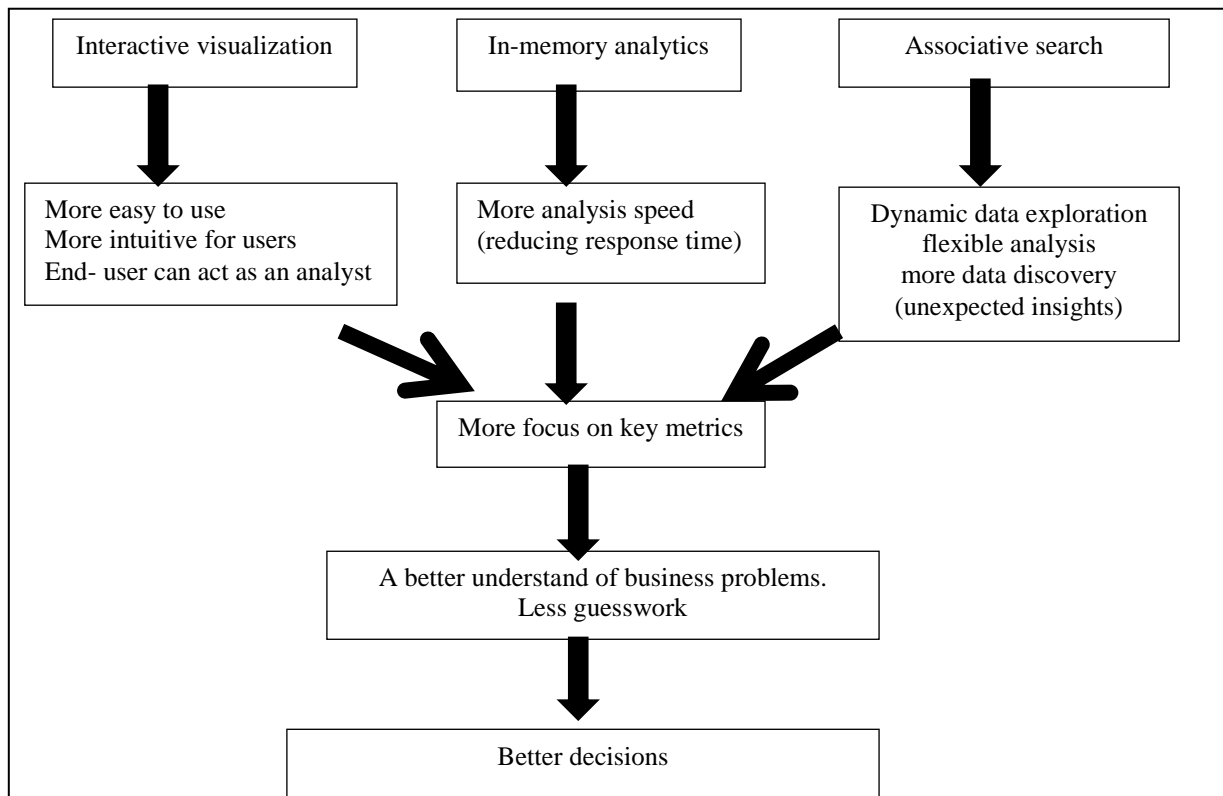 Interactive visualization
In-memory analytics
Associative search
More easy to use
More intuitive for users
End- user can act as an analyst
More analysis speed
(reducing response time)
Dynamic data exploration
flexible analysis
more data discovery
(unexpected insights)
More focus on key metrics
A better understand of business problems.
Less guesswork
Better decisions